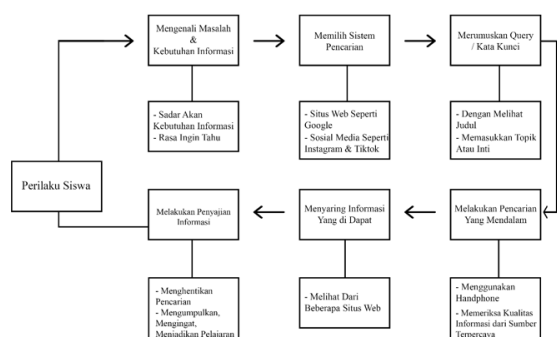 Mengenali Masalah
&
Kebutuhan Informasi
Memilih Sistem
Pencarian
Merumuskan Query
/ Kata Kunci
- Sadar Akan
Kebutuhan Informasi
- Rasa Ingin Tahu
- Situs Web Seperti
Google
- Sosial Media Seperti
Instagram & Tiktok
- Dengan Melihat
Judul
- Memasukkan Topik
Atau Inti
Perilaku Siswa
Melakukan Penyajian
Informasi
Menyaring Informasi
Yang di Dapat
Melakukan Pencarian
Yang Mendalam
- Menghentikan
Pencarian
- Mengumpulkan,
Mengingat,
Menjadikan Pelajaran
- Melihat Dari
Beberapa Situs Web
- Menggunakan
Handphone
- Memeriksa Kualitas
Informasi dari Sumber
Terpercaya